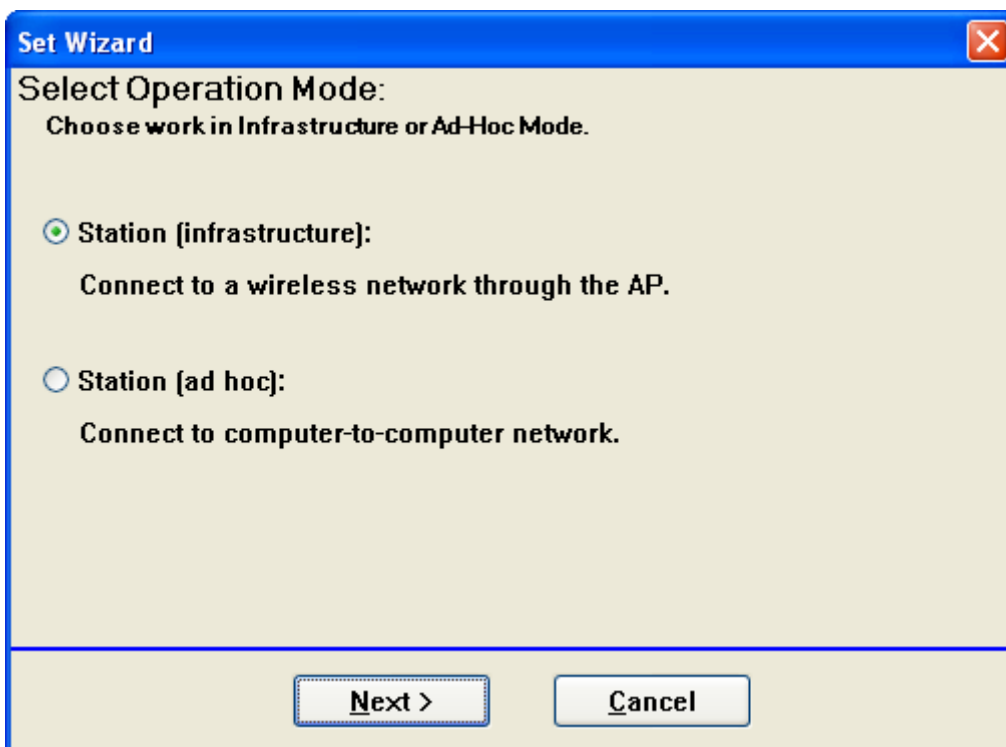 Set Wizard
Select Operation Mode:
Choose work in Infrastructure or Ad-Hoc Mode.
Station (infrastructure):
Connect to a wireless network through the AP.
Station (ad hoc):
Connect to computer-to-computer network.
Next >
Cancel